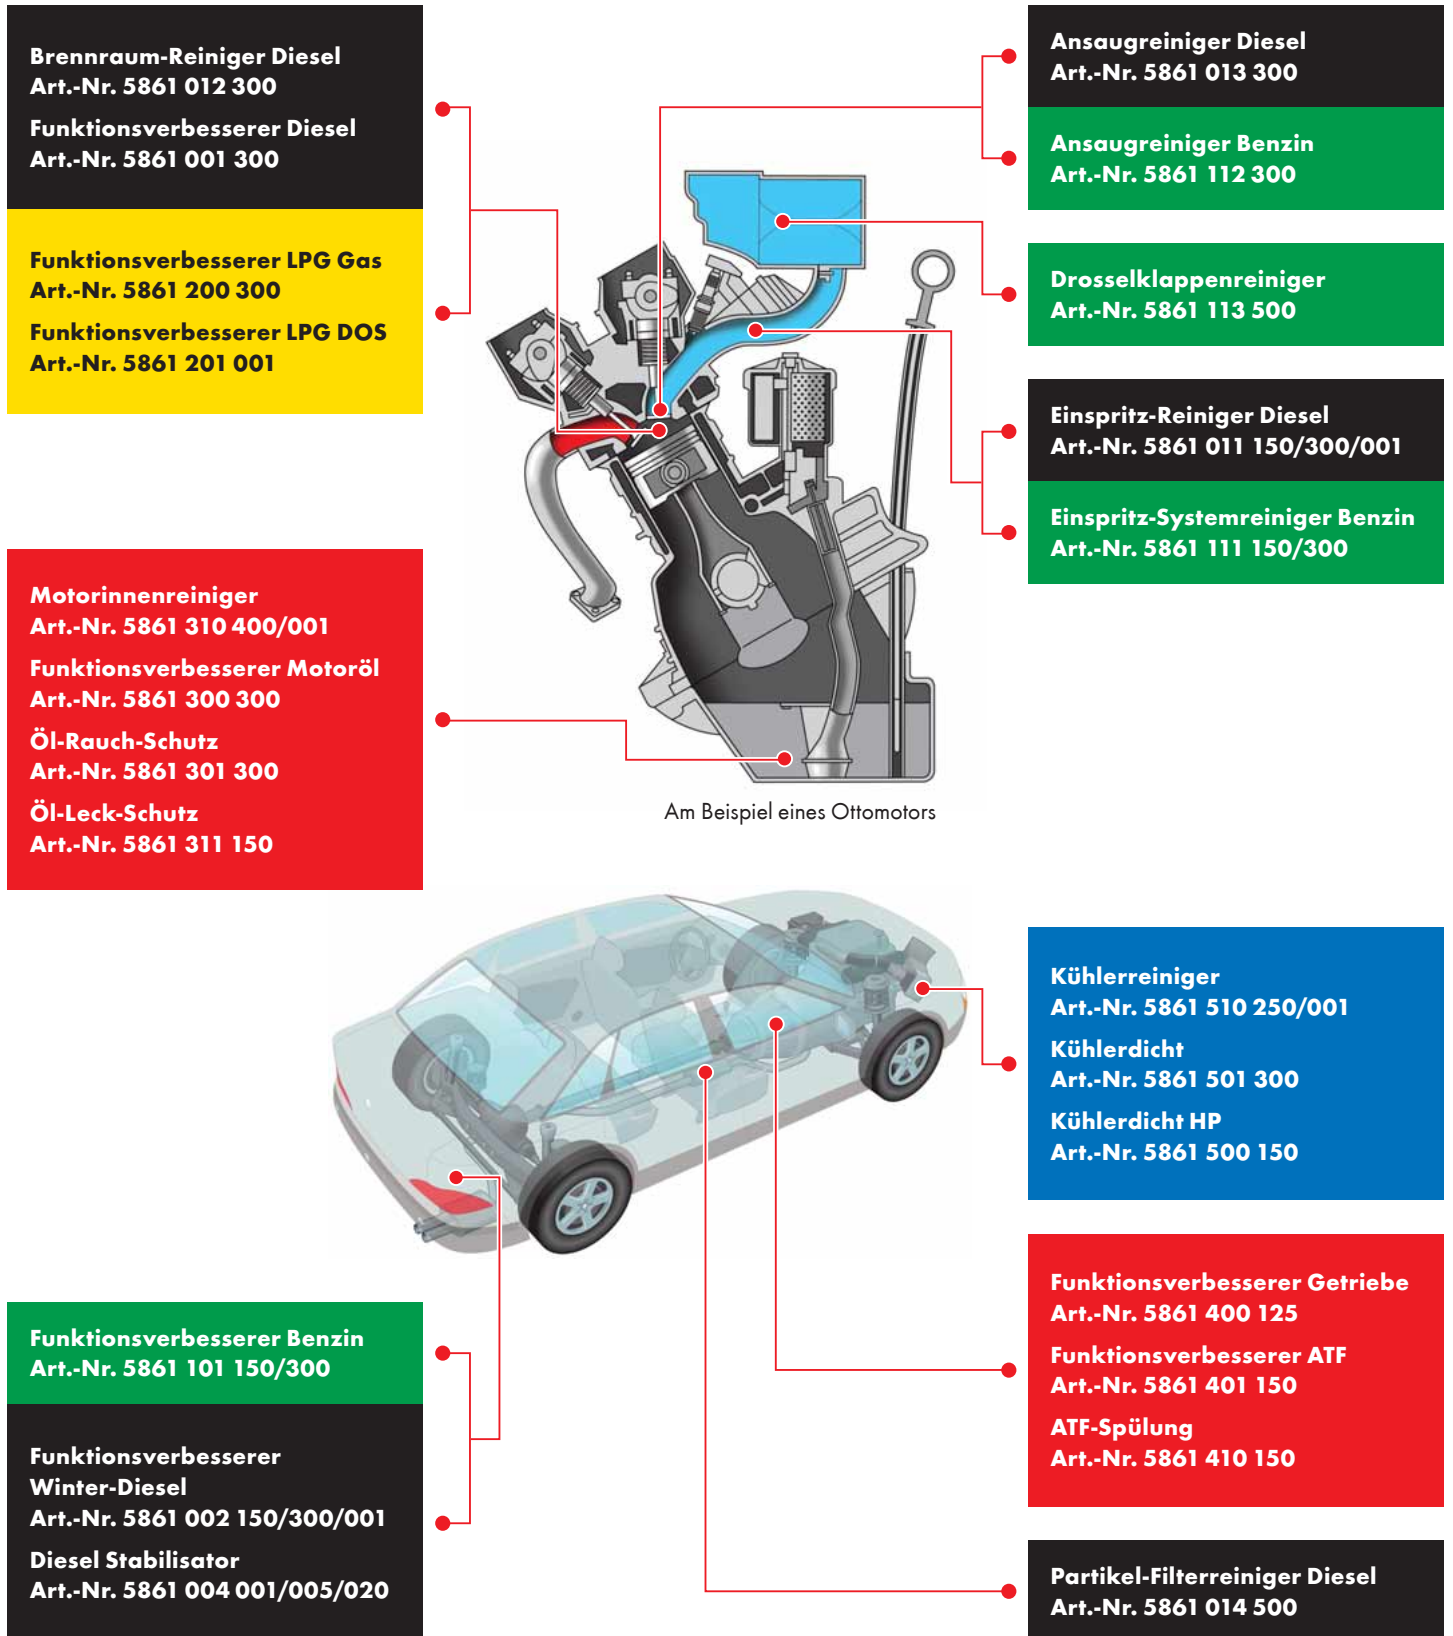 Brennraum-Reiniger Diesel
Art.-Nr. 5861 012 300
Funktionsverbesserer Diesel
Art.-Nr. 5861 001 300
Funktionsverbesserer LPG Gas
Art.-Nr. 5861 200 300
Funktionsverbesserer LPG DOS
Art.-Nr. 5861 201 001
Motorinnenreiniger
Art.-Nr. 5861 310 400/001
Funktionsverbesserer Motoröl
Art.-Nr. 5861 300 300
Öl-Rauch-Schutz
Art.-Nr. 5861 301 300
Öl-Leck-Schutz
Art.-Nr. 5861 311 150
Ansaugreiniger Diesel
Art.-Nr. 5861 013 300
Ansaugreiniger Benzin
Art.-Nr. 5861 112 300
Drosselklappenreiniger
Art.-Nr. 5861 113 500
Einspritz-Reiniger Diesel
Art.-Nr. 5861 011 150/300/001
Einspritz-Systemreiniger Benzin
Art.-Nr. 5861 111 150/300
Am Beispiel eines Ottomotors
Funktionsverbesserer Benzin
Art.-Nr. 5861 101 150/300
Funktionsverbesserer
Winter-Diesel
Art.-Nr. 5861 002 150/300/001
Diesel Stabilisator
Art.-Nr. 5861 004 001/005/020
Kühlerreiniger
Art.-Nr. 5861 510 250/001
Kühlerdicht
Art.-Nr. 5861 501 300
Kühlerdicht HP
Art.-Nr. 5861 500 150
Funktionsverbesserer Getriebe
Art.-Nr. 5861 400 125
Funktionsverbesserer ATF
Art.-Nr. 5861 401 150
ATF-Spülung
Art.-Nr. 5861 410 150
Partikel-Filterreiniger Diesel
Art.-Nr. 5861 014 500